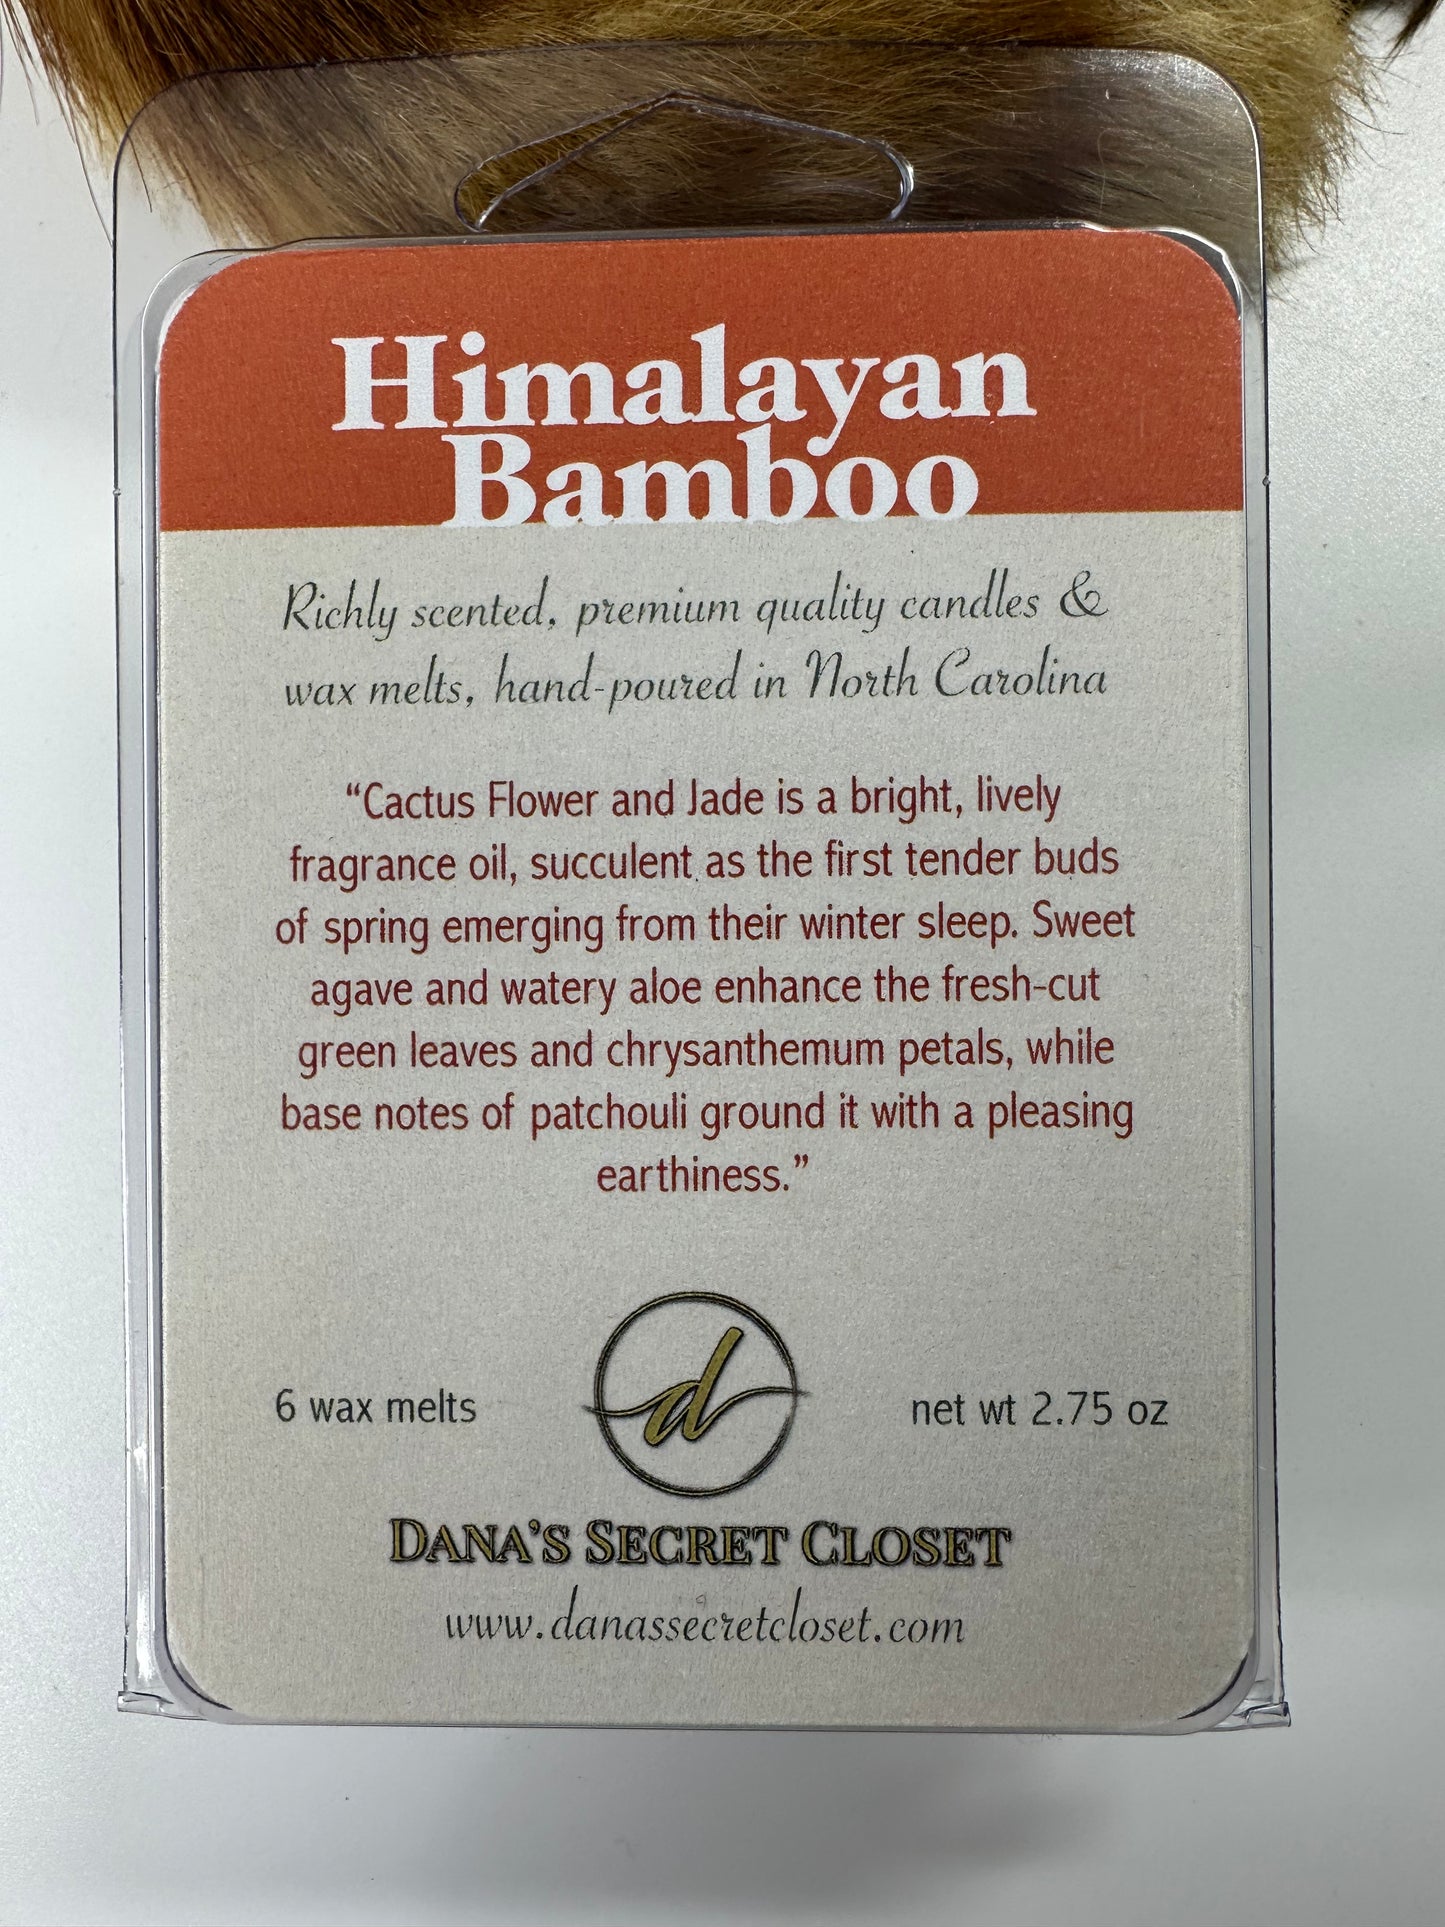 Himalayan
Bamboo
Richly scented, premium quality candles &
wax melts, hand-poured in North Carolina
“Cactus Flower and Jade is a bright, lively
fragrance oil, succulent as the first tender buds
of spring emerging from their winter sleep. Sweet
agave and watery aloe enhance the fresh-cut
green leaves and chrysanthemum petals, while
base notes of patchouli ground it with a pleasing
earthiness.”
6 wax melts
d
net wt 2.75 oz
DANA’S SECRET CLOSET
www.danassecretcloset.com